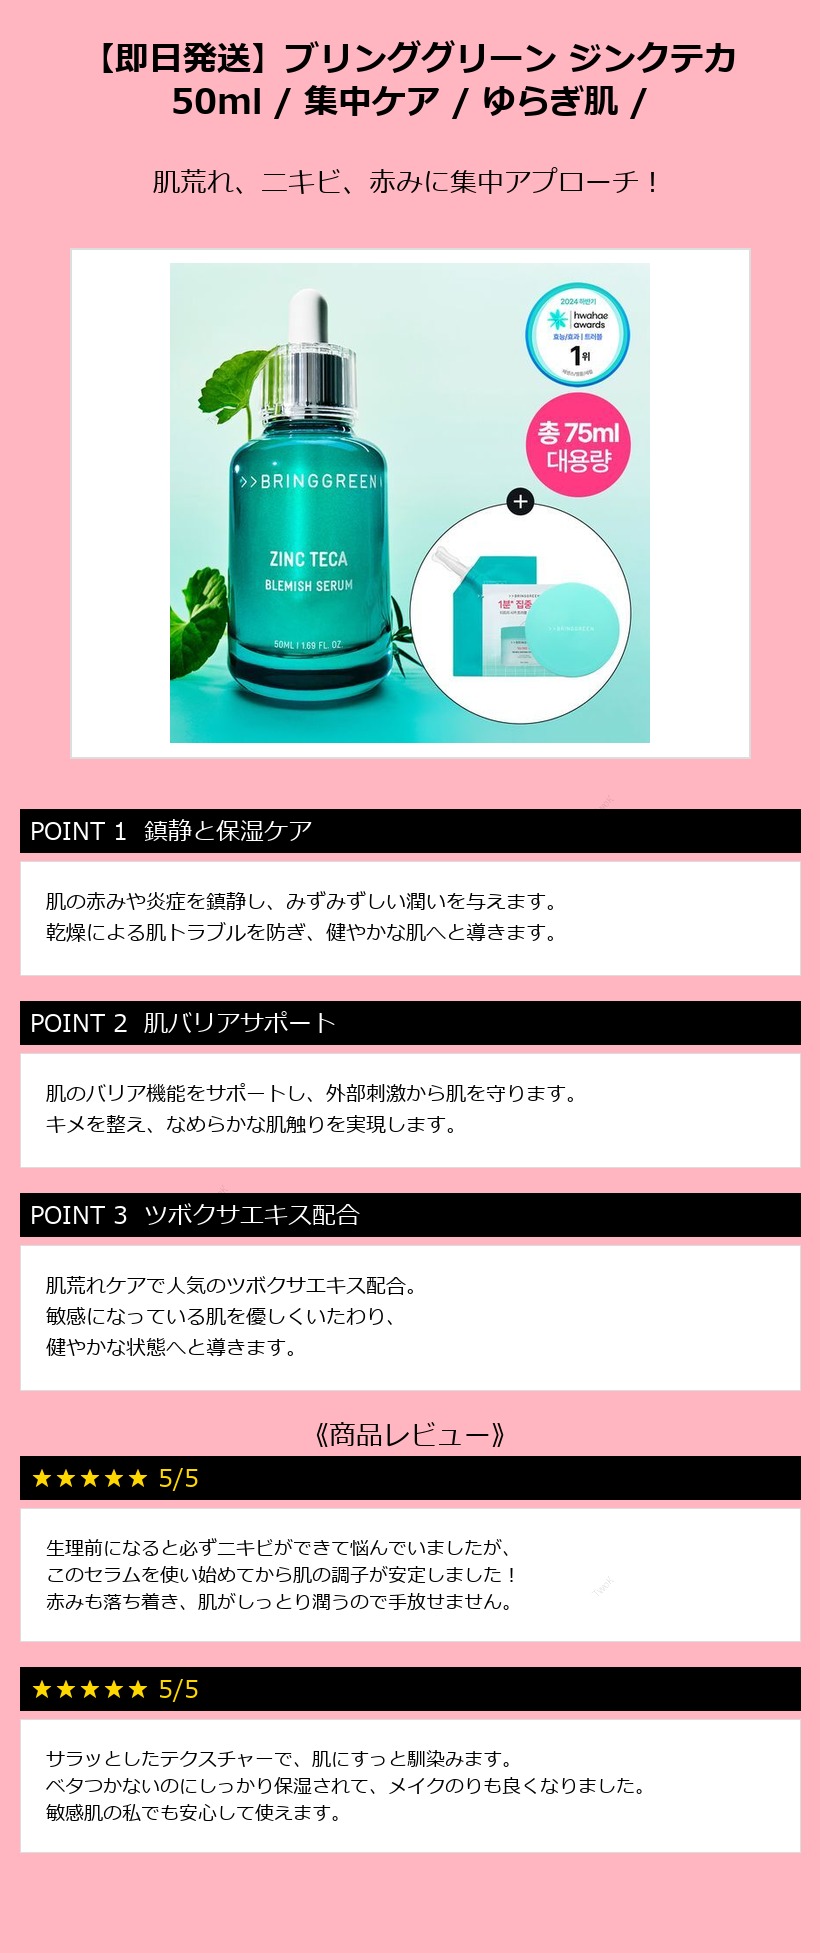 【即日発送】ブリンググリーン ジンクテカ
50ml / 集中ケア / ゆらぎ肌 /
肌荒れ、ニキビ、赤みに集中アプローチ！
2024 하반기
hwahae
awards
효능/효과 | 트러블
1위
총 75ml
대용량
>>BRINGGREEN
ZINC TECA
BLEMISH SERUM
50ML I 1.69 FL. OZ.
+
>>BRINGGREEN
1분* 집중
>>BRINGGREEN
POINT 1 鎮静と保湿ケア
肌の赤みや炎症を鎮静し、みずみずしい潤いを与えます。
乾燥による肌トラブルを防ぎ、健やかな肌へと導きます。
POINT 2 肌バリアサポート
肌のバリア機能をサポートし、外部刺激から肌を守ります。
キメを整え、なめらかな肌触りを実現します。
POINT 3 ツボクサエキス配合
肌荒れケアで人気のツボクサエキス配合。
敏感になっている肌を優しくいたわり、
健やかな状態へと導きます。
《商品レビュー》
★★★★★ 5/5
生理前になると必ずニキビができて悩んでいましたが、
このセラムを使い始めてから肌の調子が安定しました！
赤みも落ち着き、肌がしっとり潤うので手放せません。
★★★★★ 5/5
サラッとしたテクスチャーで、肌にすっと馴染みます。
ベタつかないのにしっかり保湿されて、メイクのりも良くなりました。
敏感肌の私でも安心して使えます。